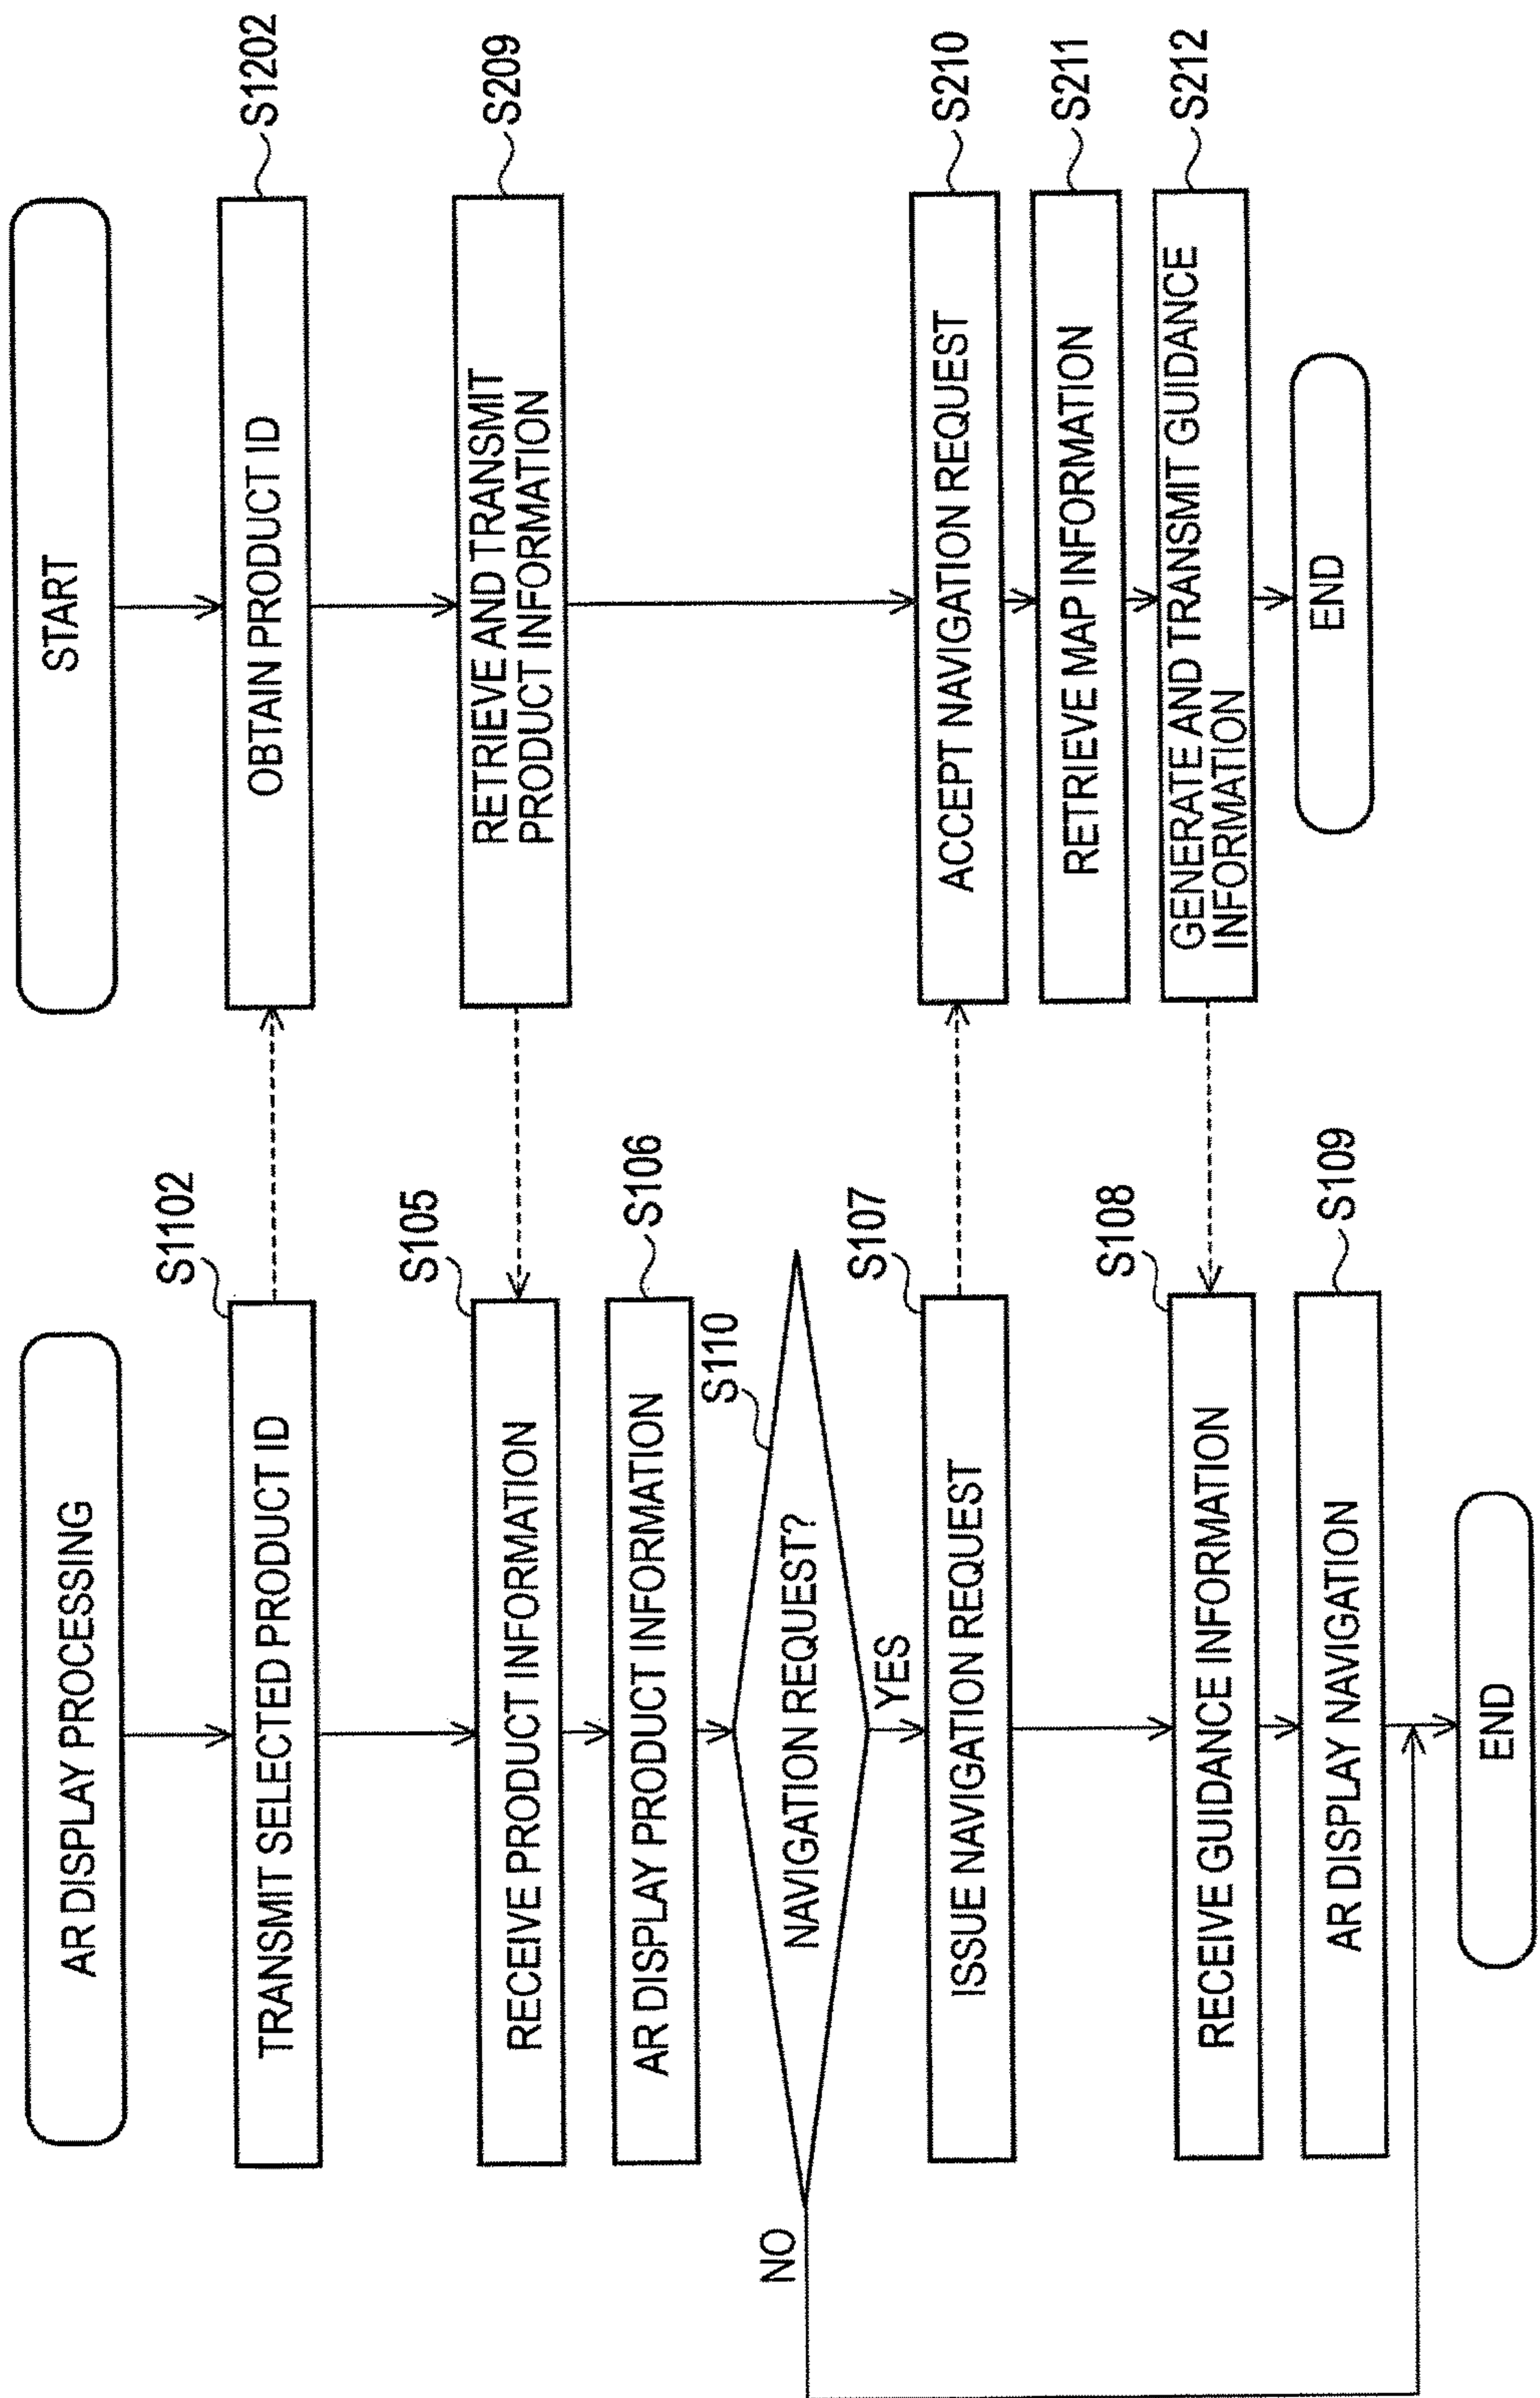 AR DISPLAY PROCESSING
START
S1102
TRANSMIT SELECTED PRODUCT ID
OBTAIN PRODUCT ID
S1202
S105
RECEIVE PRODUCT INFORMATION
RETRIEVE AND TRANSMIT
PRODUCT INFORMATION
S209
AR DISPLAY PRODUCT INFORMATION
S106
S110
NAVIGATION REQUEST?
NO
YES
S107
ISSUE NAVIGATION REQUEST
ACCEPT NAVIGATION REQUEST
S210
RETRIEVE MAP INFORMATION
S211
S108
RECEIVE GUIDANCE INFORMATION
GENERATE AND TRANSMIT GUIDANCE
INFORMATION
S212
AR DISPLAY NAVIGATION
S109
END
END